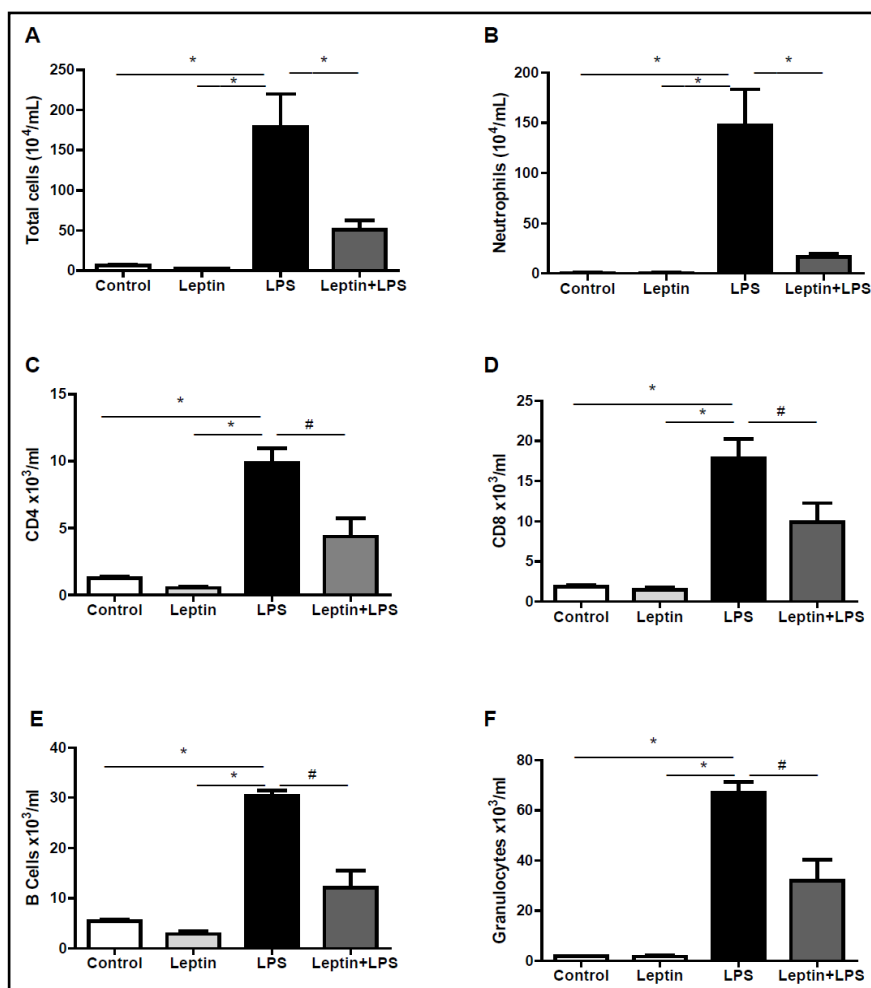 A
* *
*
Total cells (10⁴/mL)
250
200
150
100
50
0
Control Leptin LPS Leptin+LPS
B
* *
*
Neutrophils (10⁴/mL)
200
150
100
50
0
Control Leptin LPS Leptin+LPS
C
*
* #
CD4 x10³/ml
15
10
5
0
Control Leptin LPS Leptin+LPS
D
*
* #
CD8 x10³/ml
25
20
15
10
5
0
Control Leptin LPS Leptin+LPS
E
*
* #
B Cells x10³/ml
40
30
20
10
0
Control Leptin LPS Leptin+LPS
F
*
* #
Granulocytes x10³/ml
80
60
40
20
0
Control Leptin LPS Leptin+LPS